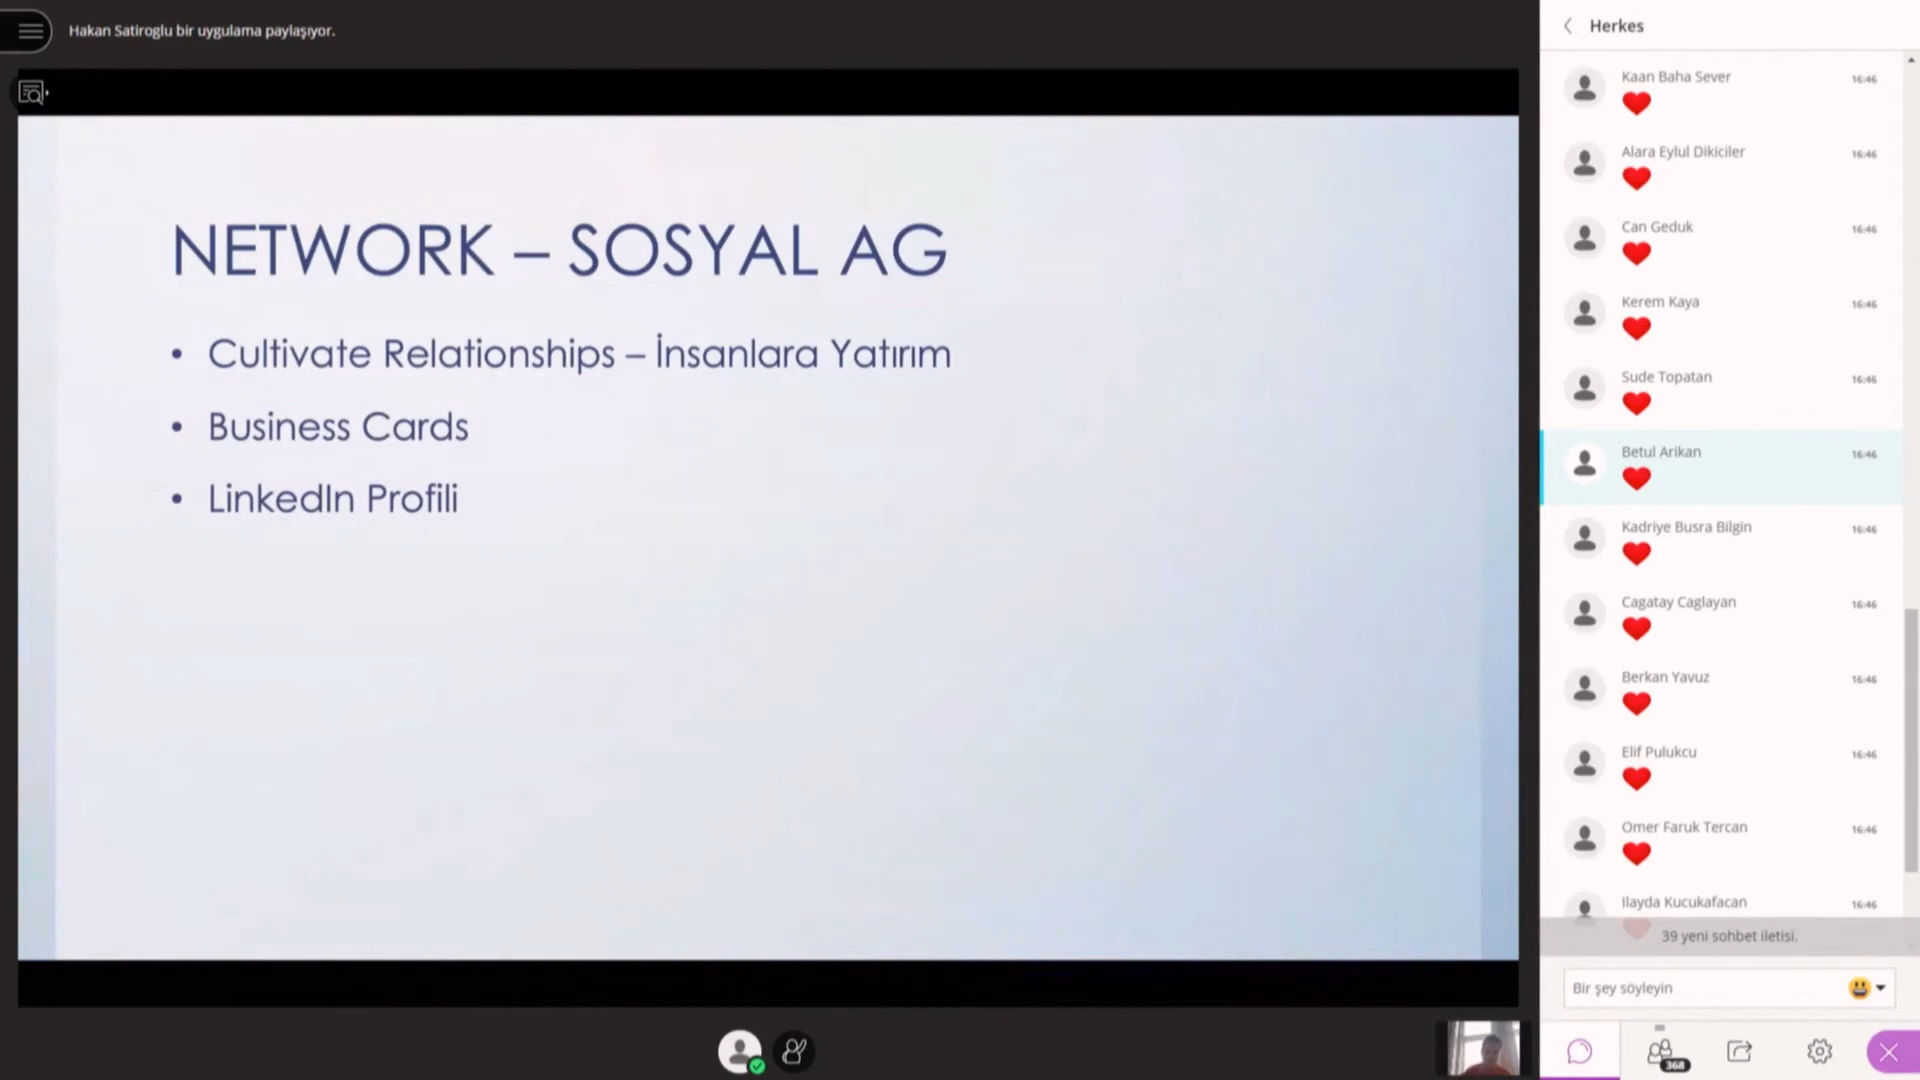 Hakan Satiroglu bir uygulama paylaşıyor.
NETWORK – SOSYAL AG
• Cultivate Relationships – İnsanlara Yatırım
• Business Cards
• LinkedIn Profili
Herkes
Kaan Baha Sever 16:46
Alara Eylul Dikiciler 16:46
Can Geduk 16:46
Kerem Kaya 16:46
Sude Topatan 16:46
Betul Arikan 16:46
Kadriye Busra Bilgin 16:46
Cagatay Caglayan 16:46
Berkan Yavuz 16:46
Elif Pulukcu 16:46
Omer Faruk Tercan 16:46
Ilayda Kucukafacan 16:46
39 yeni sohbet iletisi.
Bir şey söyleyin
368